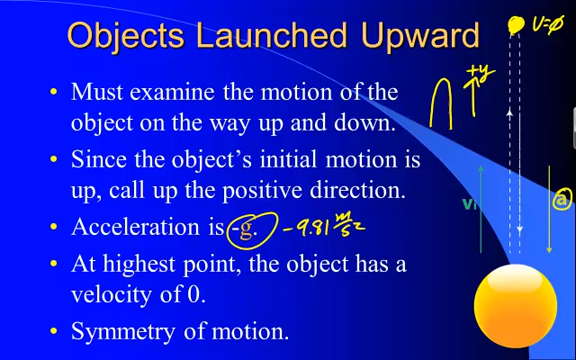 Objects Launched Upward
v=0
+y
• Must examine the motion of the
object on the way up and down.
• Since the object's initial motion is
up, call up the positive direction.
• Acceleration is -g. -9.81 m/s²
• At highest point, the object has a
velocity of 0.
• Symmetry of motion.
vi
a